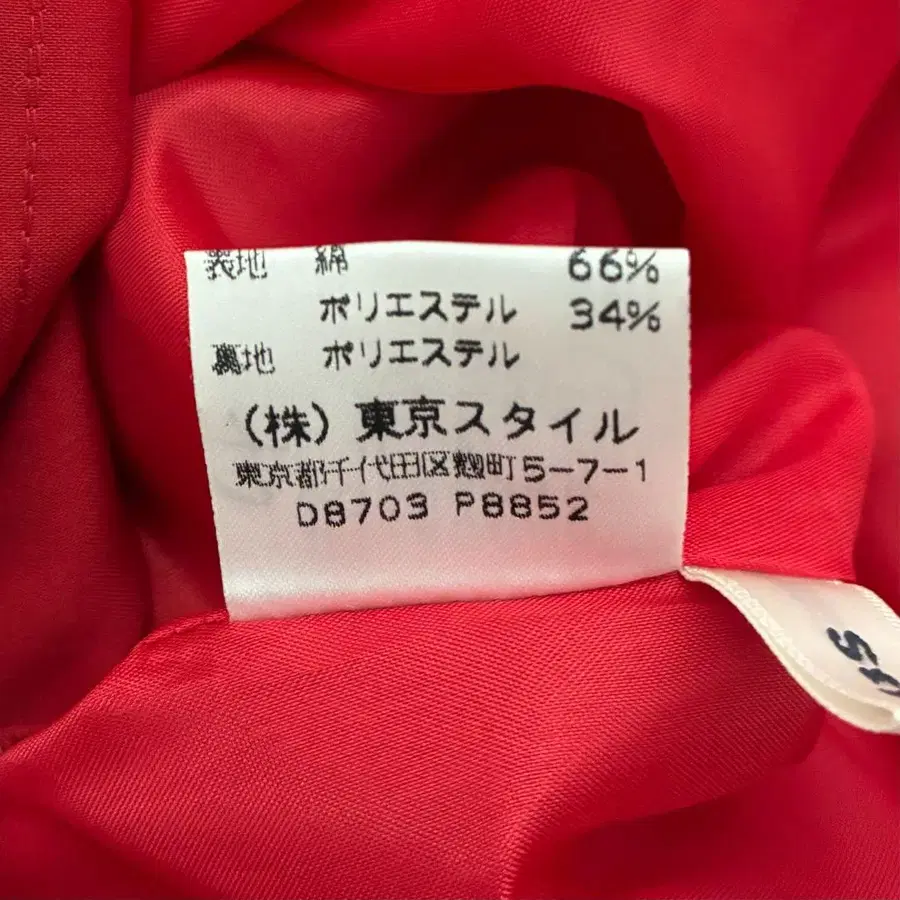 表地 綿 66%
ポリエステル 34%
裏地 ポリエステル
(株)東京スタイル
東京都千代田区麹町5-7-1
D8703 P8852